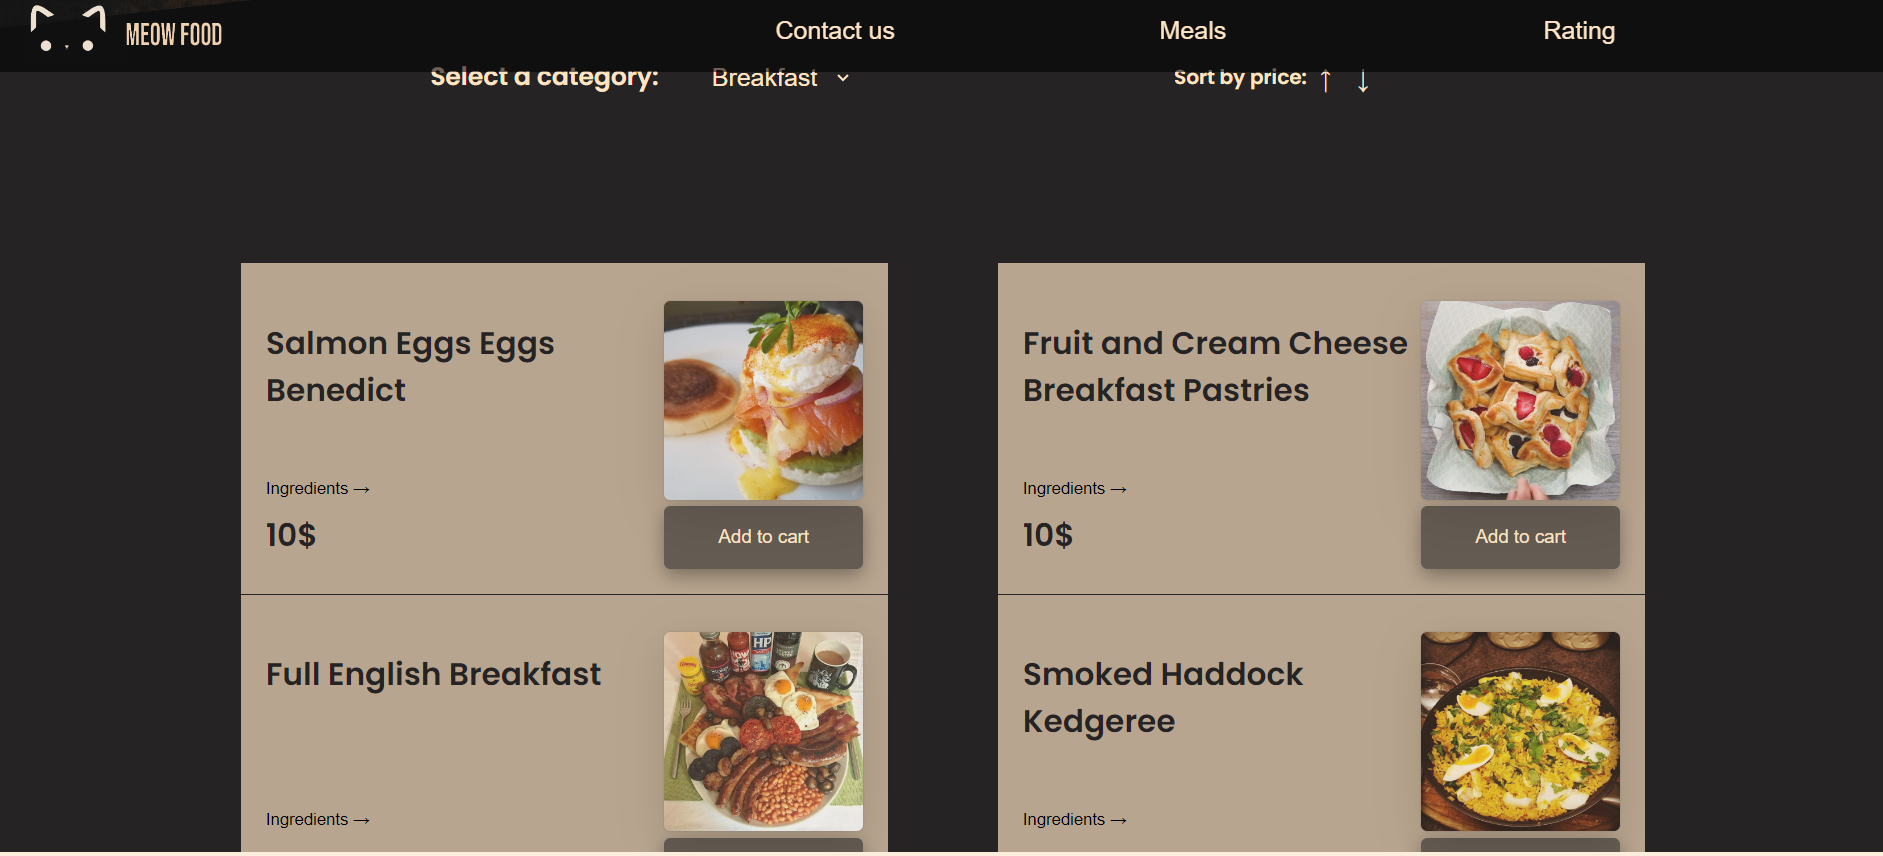 MEOW FOOD
Contact us
Meals
Rating
Select a category:
Breakfast
Sort by price: ↑ ↓
Salmon Eggs Eggs
Benedict
Ingredients →
10$
Add to cart
Fruit and Cream Cheese
Breakfast Pastries
Ingredients →
10$
Add to cart
Full English Breakfast
HP
Ingredients →
Smoked Haddock
Kedgeree
Ingredients →